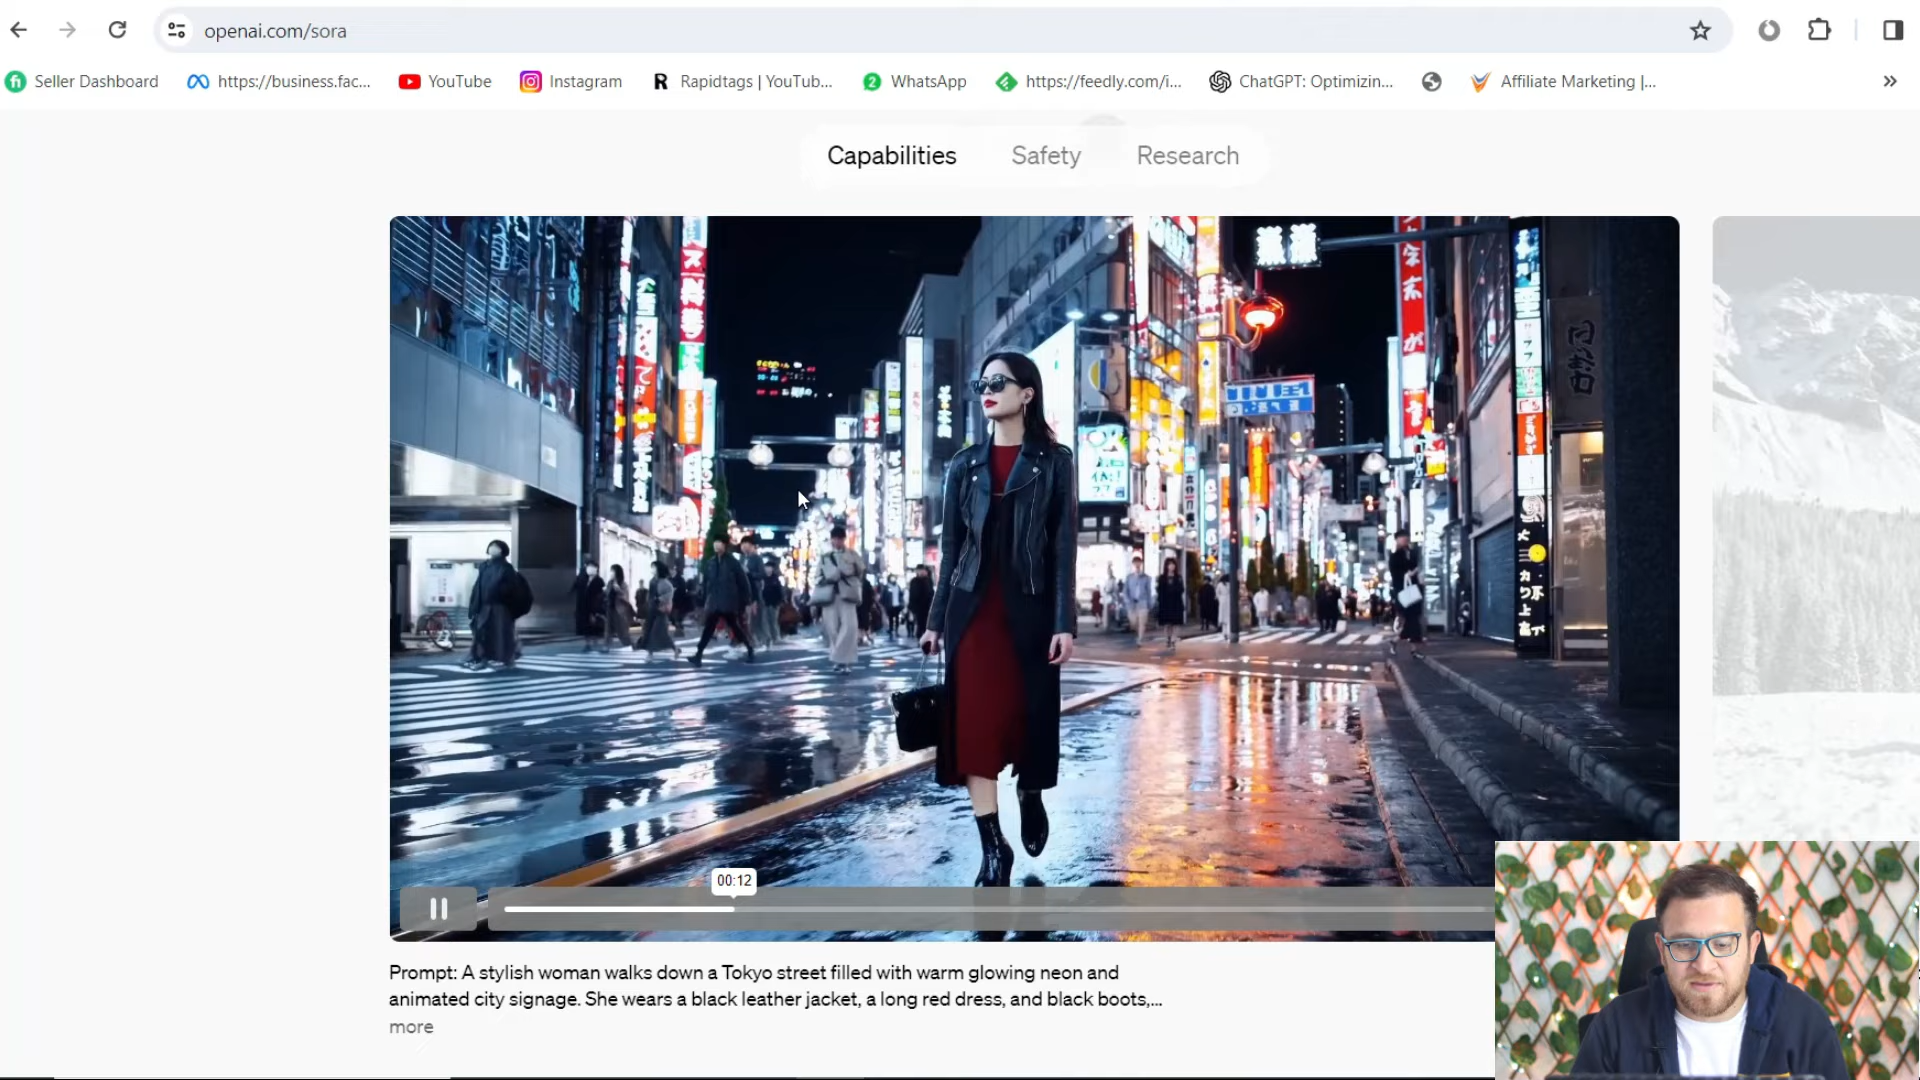 openai.com/sora
Seller Dashboard
https://business.fac...
YouTube
Instagram
Rapidtags | YouTub...
2 WhatsApp
https://feedly.com/i...
ChatGPT: Optimizin...
Affiliate Marketing |...
Capabilities Safety Research
00:12
Prompt: A stylish woman walks down a Tokyo street filled with warm glowing neon and
animated city signage. She wears a black leather jacket, a long red dress, and black boots,...
more